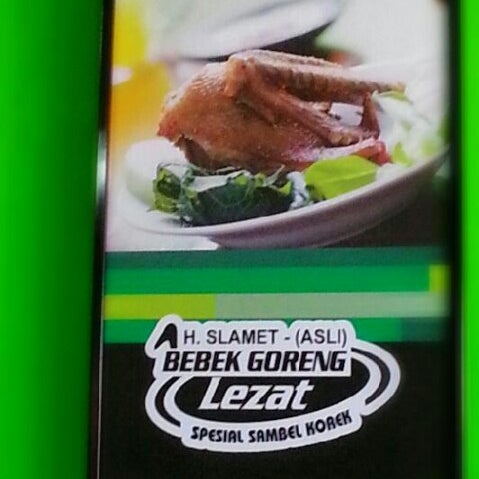 H. SLAMET - (ASLI)
BEBEK GORENG
Lezat
SPESIAL SAMBEL KOREK